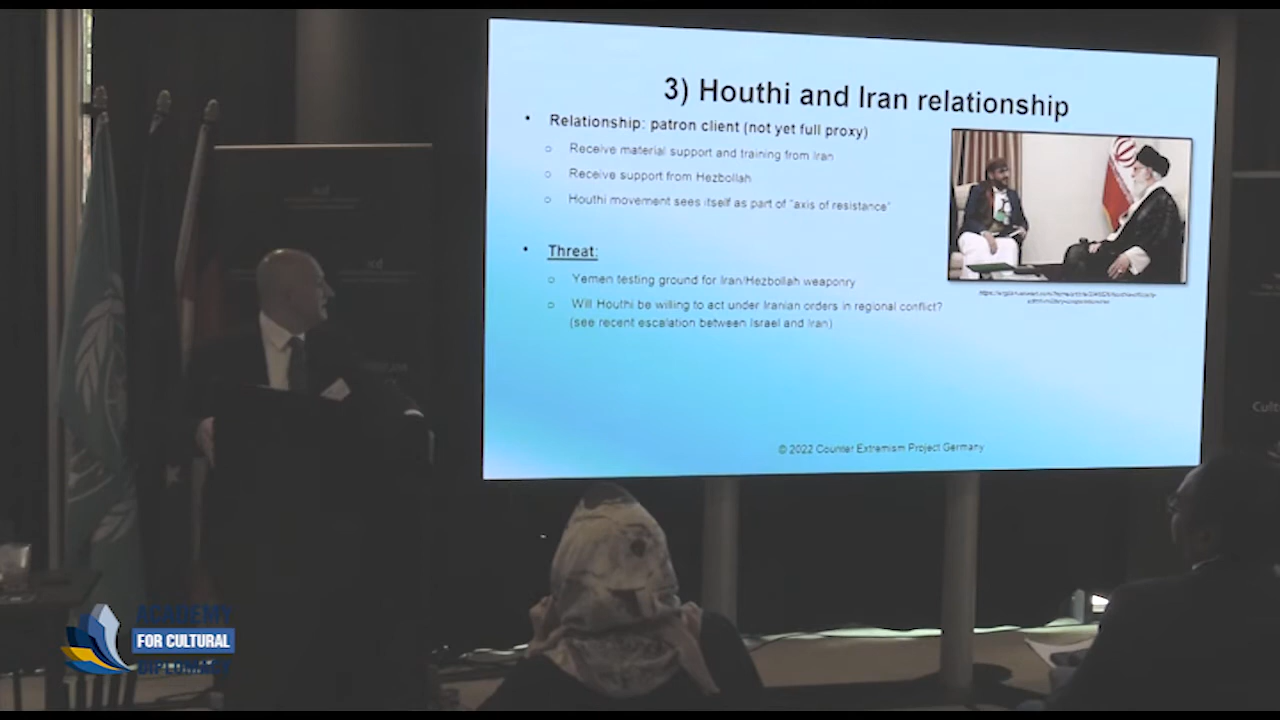 3) Houthi and Iran relationship
• Relationship: patron client (not yet full proxy)
○ Receive material support and training from Iran
○ Receive support from Hezbollah
○ Houthi movement sees itself as part of "axis of resistance"
• Threat:
○ Yemen testing ground for Iran/Hezbollah weaponry
○ Will Houthi be willing to act under Iranian orders in regional conflict?
(see recent escalation between Israel and Iran)
© 2022 Counter Extremism Project Germany
ACADEMY
FOR CULTURAL
DIPLOMACY